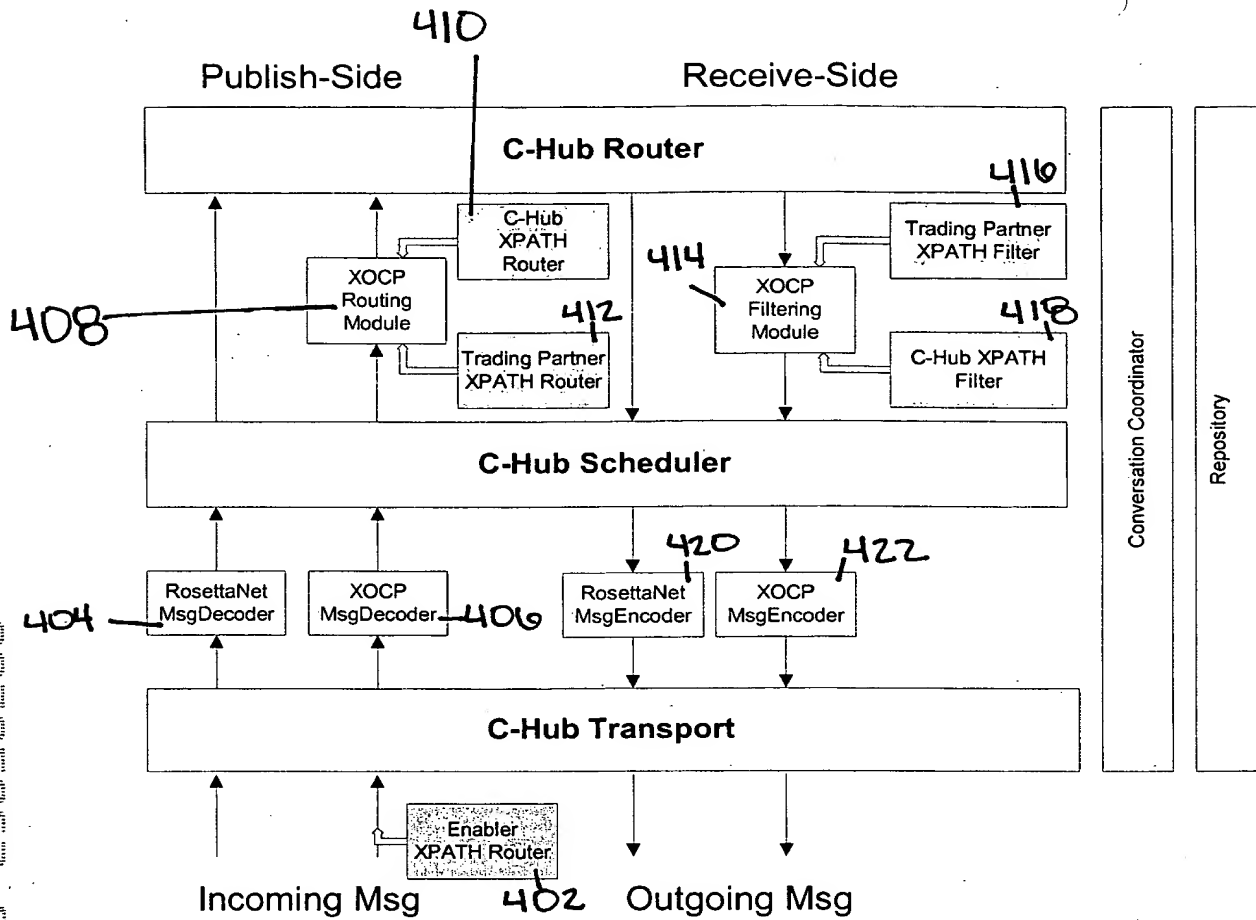 410
Publish-Side
Receive-Side
C-Hub Router
416
C-Hub
XPATH
Router
Trading Partner
XPATH Filter
414
XOCP
Routing
Module
XOCP
Filtering
Module
408
412
418
Trading Partner
XPATH Router
C-Hub XPATH
Filter
C-Hub Scheduler
Conversation Coordinator
Repository
420
422
RosettaNet
MsgDecoder
XOCP
MsgDecoder
RosettaNet
MsgEncoder
XOCP
MsgEncoder
404
406
C-Hub Transport
Enabler
XPATH Router
Incoming Msg
402
Outgoing Msg